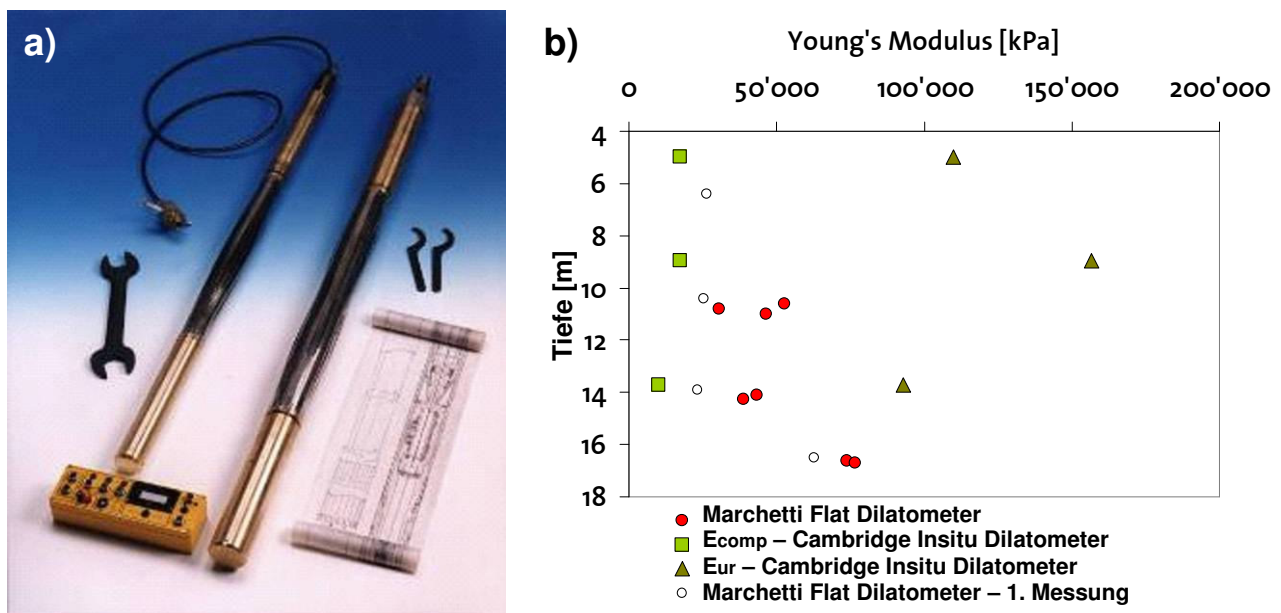 a)
b)
Young's Modulus [kPa]
0 50'000 100'000 150'000 200'000
Tiefe [m]
4
6
8
10
12
14
16
18
Marchetti Flat Dilatometer
Ecomp – Cambridge Insitu Dilatometer
Eur – Cambridge Insitu Dilatometer
Marchetti Flat Dilatometer – 1. Messung